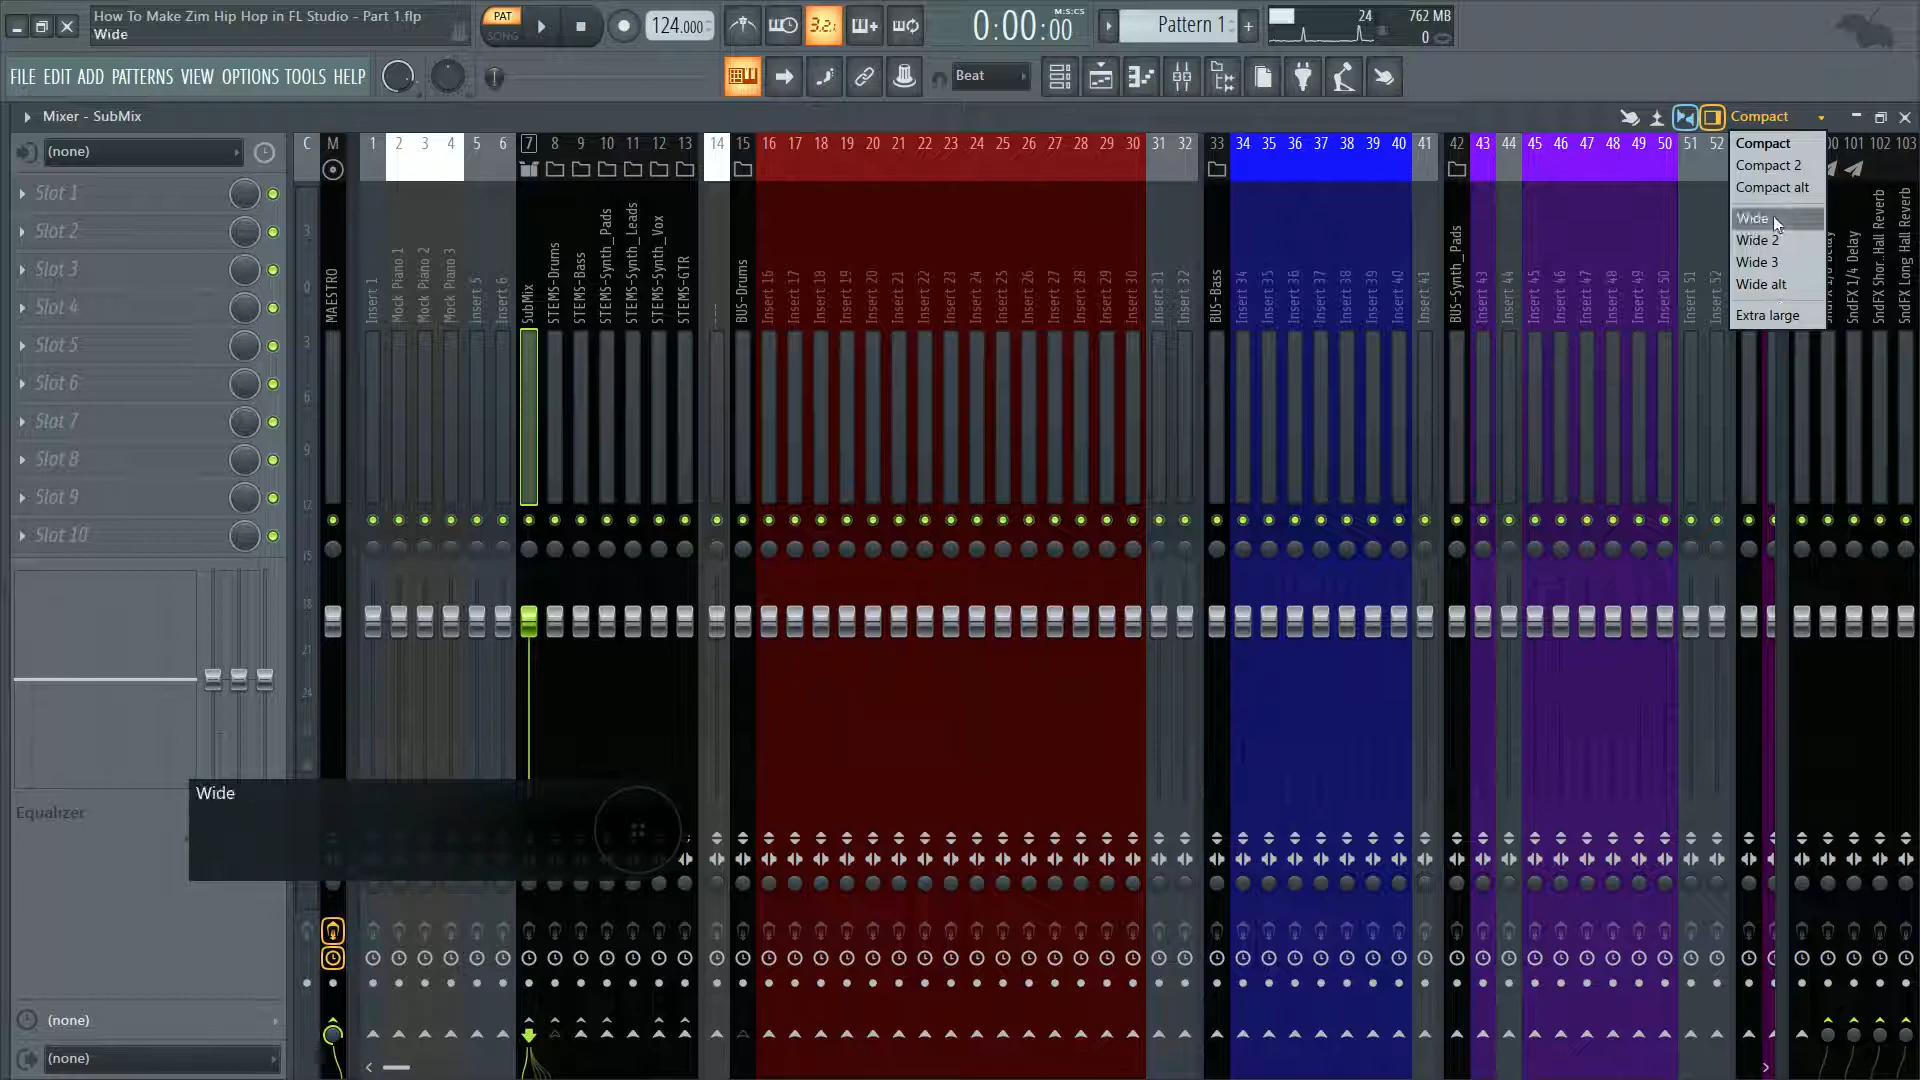 How To Make Zim Hip Hop in FL Studio - Part 1.flp
Wide
PAT
SONG
124.000
3.2.
0:00:00
M:S:CS
Pattern 1
24
762 MB
0
FILE EDIT ADD PATTERNS VIEW OPTIONS TOOLS HELP
Beat
Mixer - SubMix
Compact
Compact
Compact 2
Compact alt
Wide
Wide 2
Wide 3
Wide alt
Extra large
(none)
Slot 1
Slot 2
Slot 3
Slot 4
Slot 5
Slot 6
Slot 7
Slot 8
Slot 9
Slot 10
Equalizer
(none)
(none)
C M 1 2 3 4 5 6 7 8 9 10 11 12 13 14 15 16 17 18 19 20 21 22 23 24 25 26 27 28 29 30 31 32 33 34 35 36 37 38 39 40 41 42 43 44 45 46 47 48 49 50 51 52 101 102 103
MAESTRO
Insert 1
Mock Piano 1
Mock Piano 2
Mock Piano 3
Insert 5
Insert 6
SubMix
STEMS-Drums
STEMS-Bass
STEMS-Synth_Pads
STEMS-Synth_Leads
STEMS-Synth_Vox
STEMS-GTR
---
BUS-Drums
Insert 16
Insert 17
Insert 18
Insert 19
Insert 20
Insert 21
Insert 22
Insert 23
Insert 24
Insert 25
Insert 26
Insert 27
Insert 28
Insert 29
Insert 30
Insert 31
Insert 32
BUS-Bass
Insert 34
Insert 35
Insert 36
Insert 37
Insert 38
Insert 39
Insert 40
Insert 41
BUS-Synth_Pads
Insert 43
Insert 44
Insert 45
Insert 46
Insert 47
Insert 48
Insert 49
Insert 50
Insert 51
Insert 52
SndFX 1/4 Delay
SndFX Shor..Hall Reverb
SndFX Long Hall Reverb
3
0
3
6
9
12
15
18
21
24
Wide